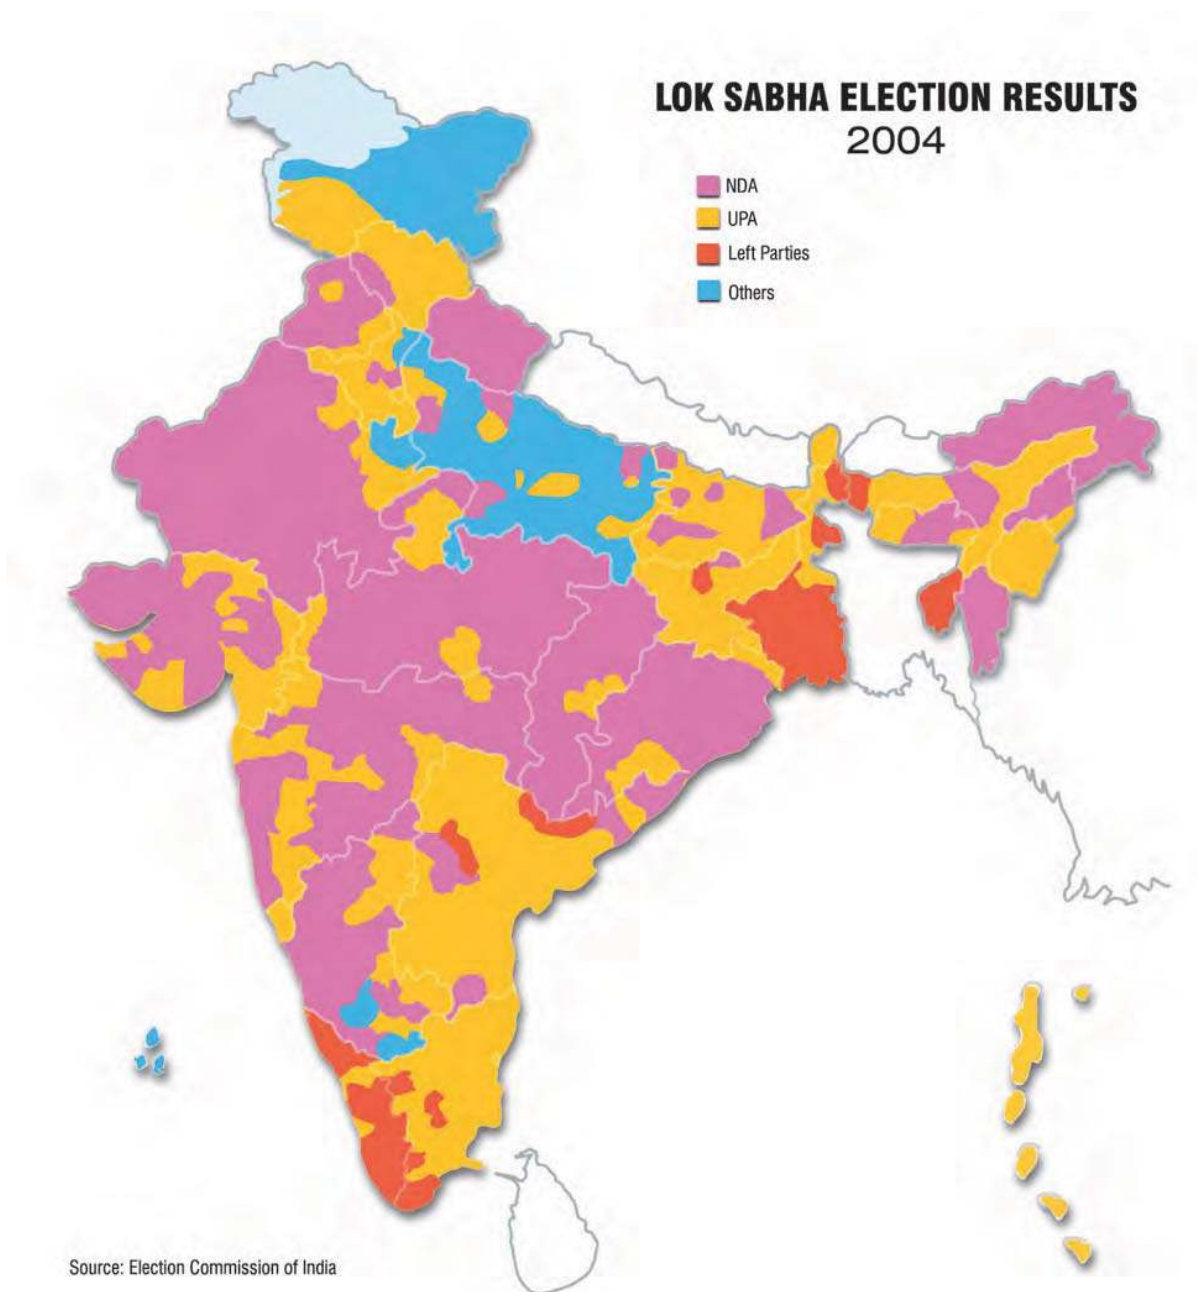 LOK SABHA ELECTION RESULTS
2004
NDA
UPA
Left Parties
Others
Source: Election Commission of India